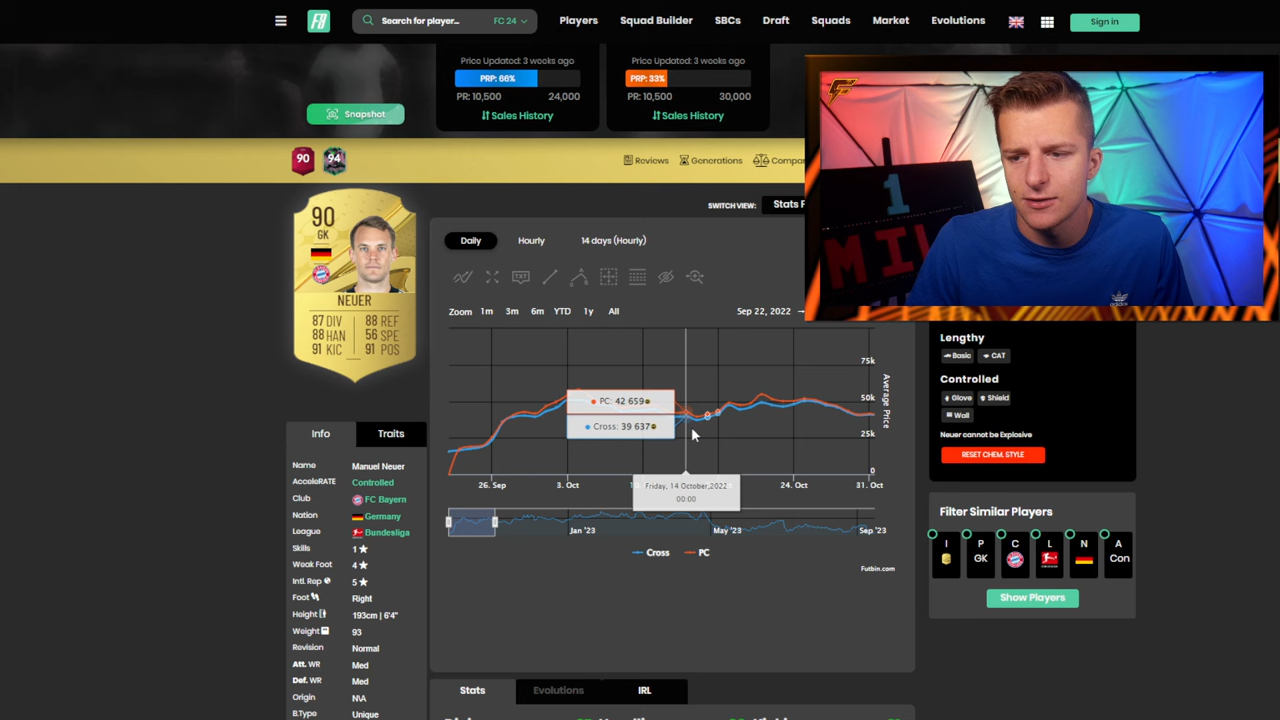 Search for player...
FC 24
Players
Squad Builder
SBCs
Draft
Squads
Market
Evolutions
Sign in
Price Updated: 3 weeks ago
Price Updated: 3 weeks ago
PRP: 66%
PRP: 33%
PR: 10,500
24,000
PR: 10,500
30,000
Sales History
Sales History
Snapshot
90
94
Reviews
Generations
SWITCH VIEW:
90
GK
NEUER
87 DIV
88 REF
88 HAN
56 SPE
91 KIC
91 POS
Daily
Hourly
14 days (Hourly)
TXT
Zoom
1m
3m
6m
YTD
1y
All
Sep 22, 2022 →
75k
50k
25k
0
Average Price
PC: 42 659
Cross: 39 637
26. Sep
3. Oct
24. Oct
31. Oct
Friday, 14 October,2022
00:00
Jan '23
May '23
Sep '23
Cross
PC
Futbin.com
1
MIL
Lengthy
Basic
CAT
Controlled
Glove
Shield
Wall
Neuer cannot be Explosive
RESET CHEM. STYLE
Filter Similar Players
I
P
C
L
N
A
GK
Con
Show Players
Info
Traits
Name Manuel Neuer
AcceleRATE Controlled
Club FC Bayern
Nation Germany
League Bundesliga
Skills 1
Weak Foot 4
Intl. Rep 5
Foot Right
Height 193cm | 6'4"
Weight 93
Revision Normal
Att. WR Med
Def. WR Med
Origin N\A
B.Type Unique
Stats
Evolutions
IRL